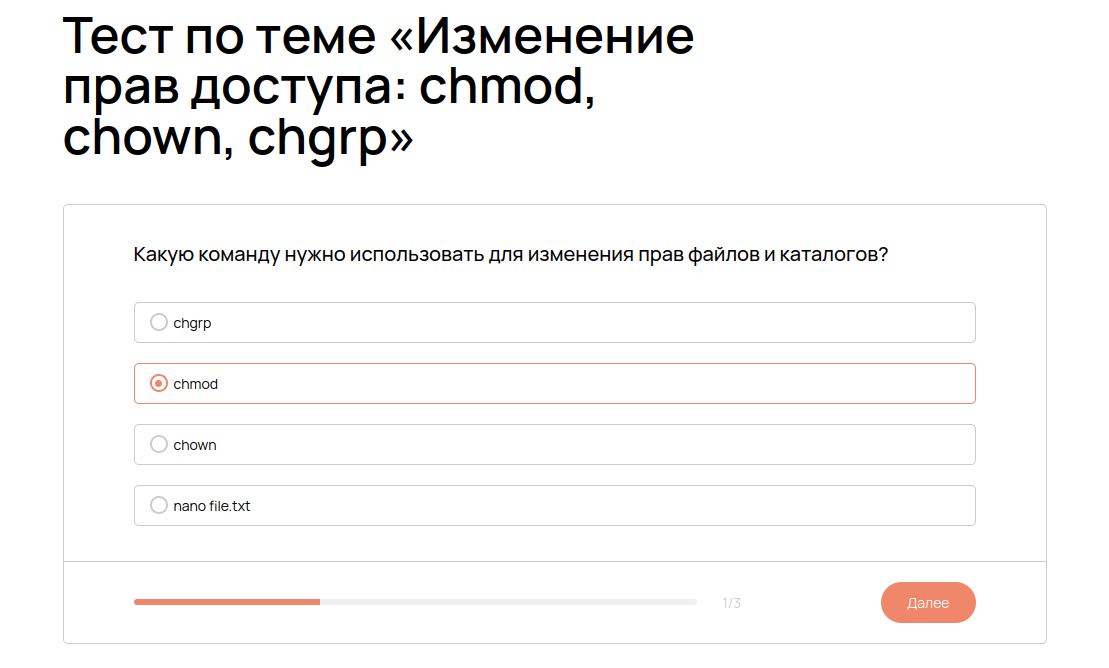 Тест по теме «Изменение
прав доступа: chmod,
chown, chgrp»
Какую команду нужно использовать для изменения прав файлов и каталогов?
chgrp
chmod
chown
nano file.txt
1/3
Далее